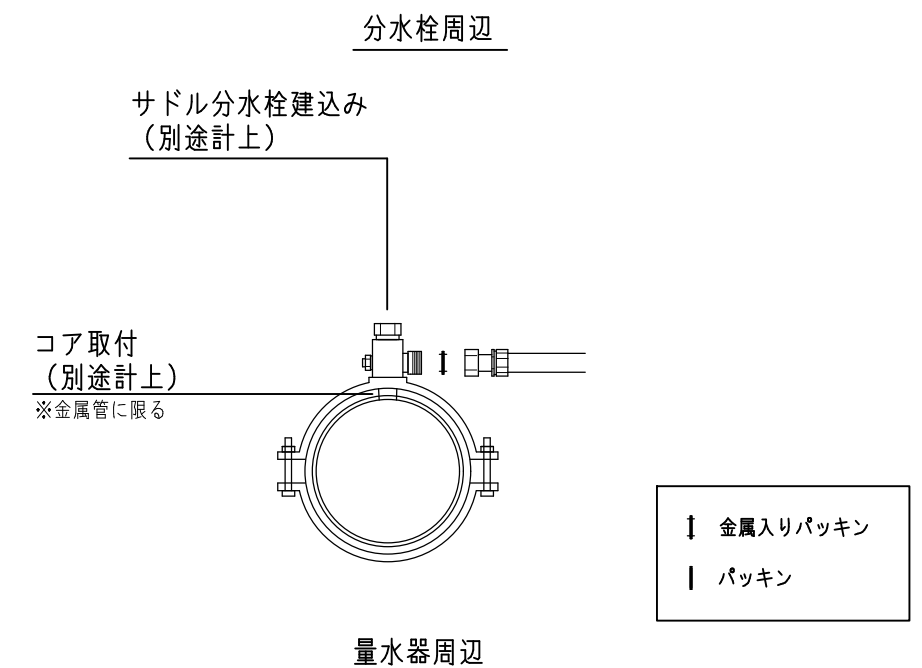 分水栓周辺
サドル分水栓建込み
（別途計上）
コア取付
（別途計上）
※金属管に限る
金属入りパッキン
パッキン
量水器周辺